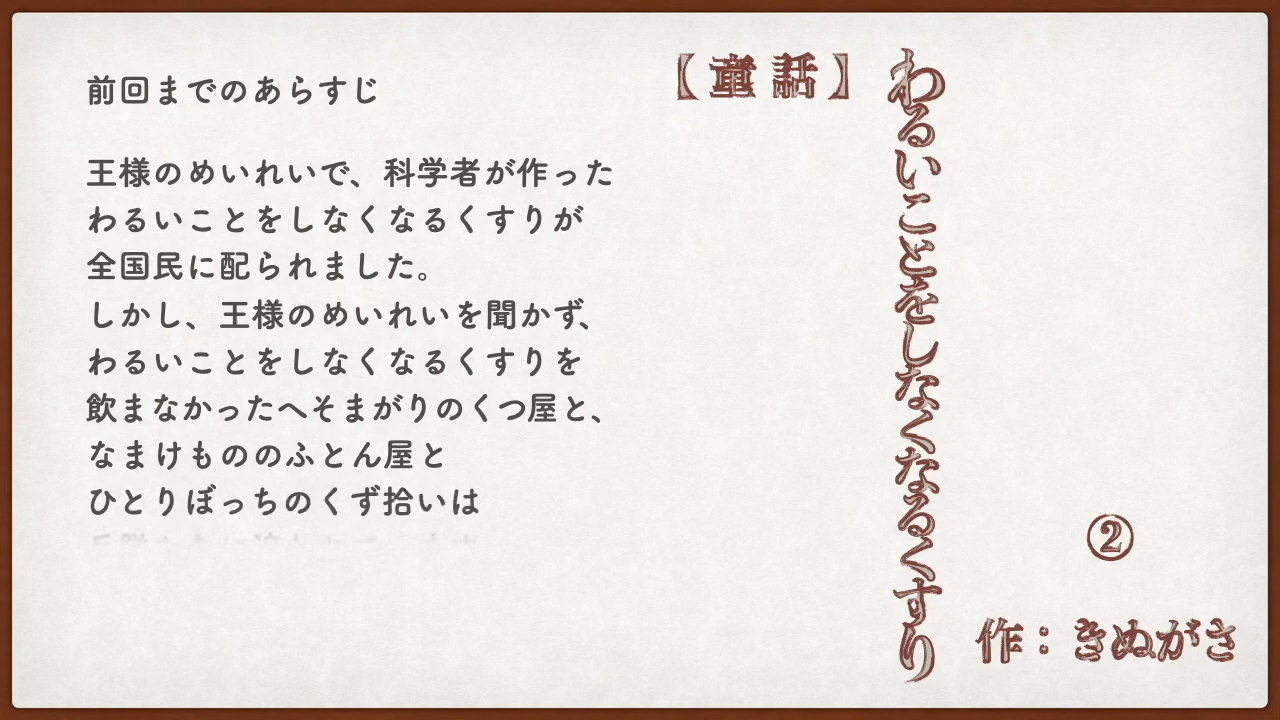 【童話】
わるいことをしなくなるくすり
②
作：きぬがさ
前回までのあらすじ
王様のめいれいで、科学者が作った
わるいことをしなくなるくすりが
全国民に配られました。
しかし、王様のめいれいを聞かず、
わるいことをしなくなるくすりを
飲まなかったへそまがりのくつ屋と、
なまけもののふとん屋と
ひとりぼっちのくず拾いは